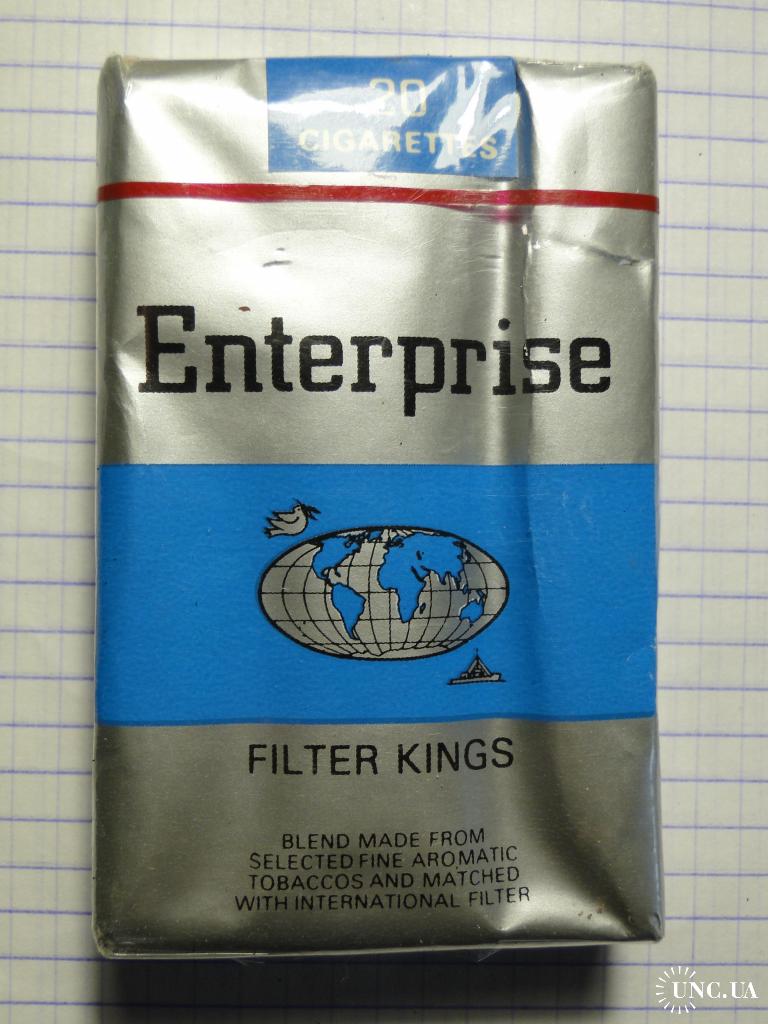 20
CIGARETTES
Enterprise
FILTER KINGS
BLEND MADE FROM
SELECTED FINE AROMATIC
TOBACCOS AND MATCHED
WITH INTERNATIONAL FILTER
UNC.UA